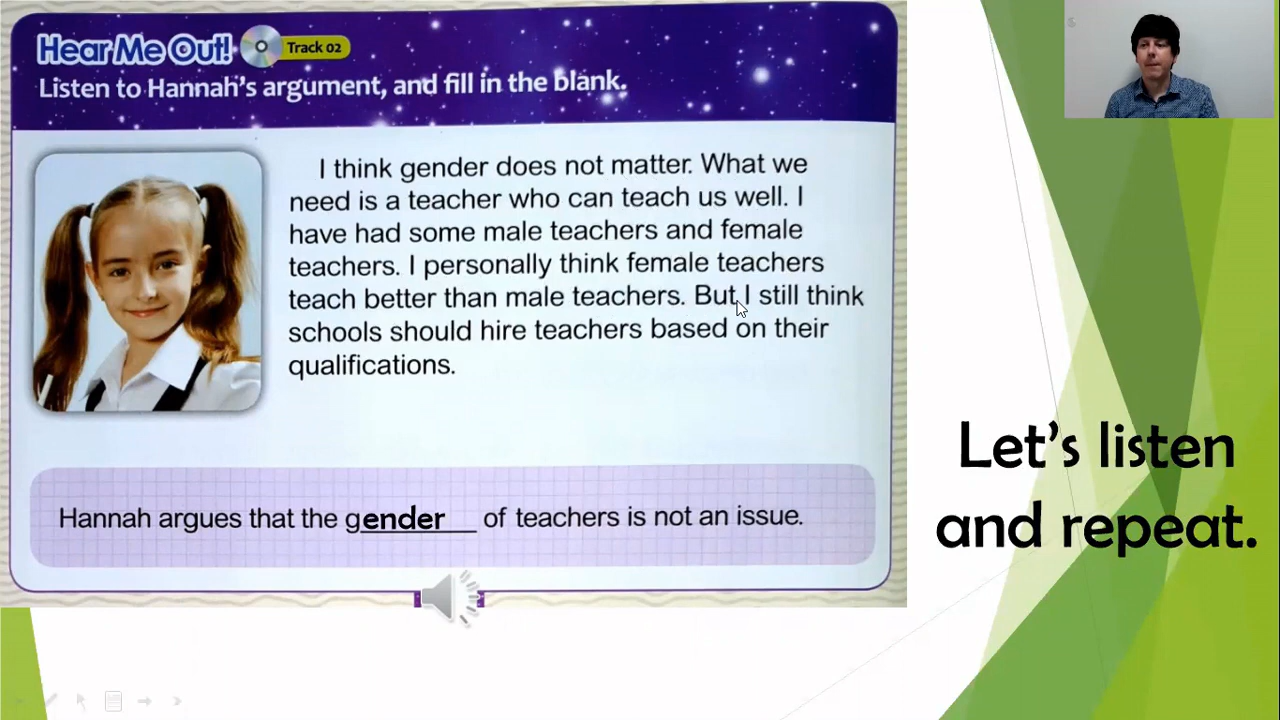 Hear Me Out!
Track 02
Listen to Hannah's argument, and fill in the blank.
I think gender does not matter. What we
need is a teacher who can teach us well. I
have had some male teachers and female
teachers. I personally think female teachers
teach better than male teachers. But I still think
schools should hire teachers based on their
qualifications.
Hannah argues that the gender of teachers is not an issue.
Let's listen
and repeat.